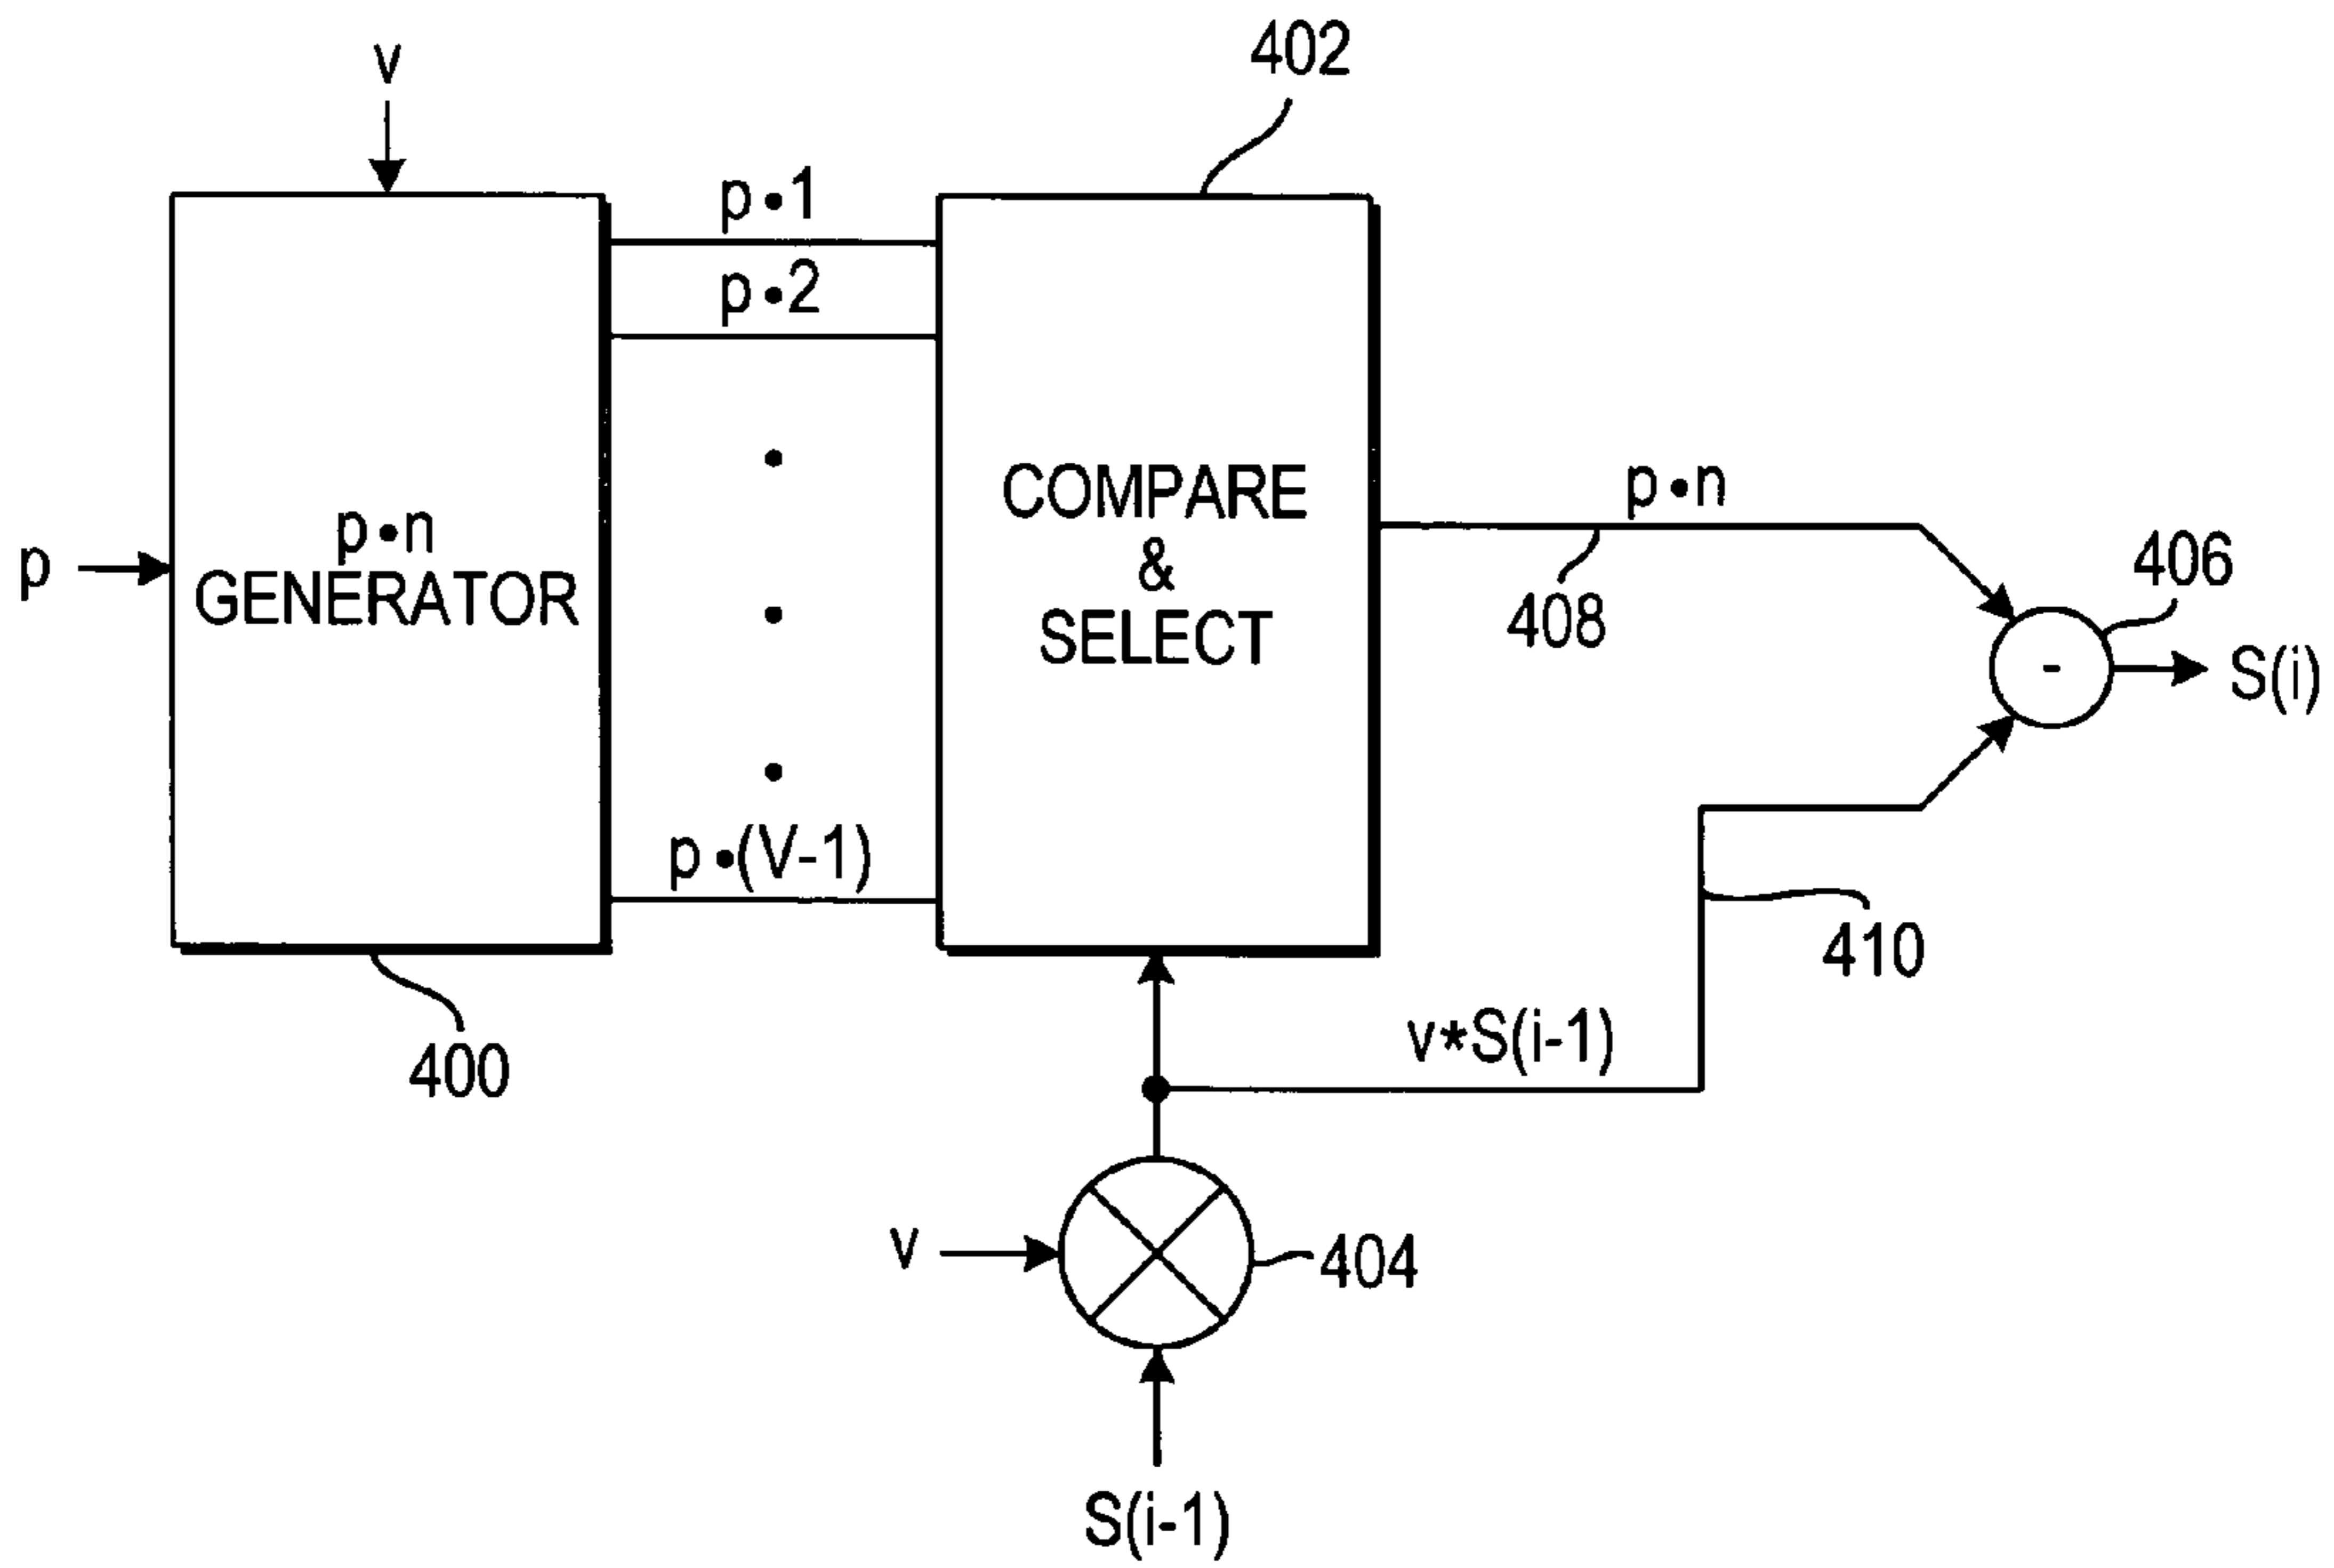 402
v
p•1
p•2
p•n
GENERATOR
p
COMPARE
&
SELECT
p•n
408
406
-
S(i)
p•(V-1)
410
400
v*S(i-1)
v
404
S(i-1)